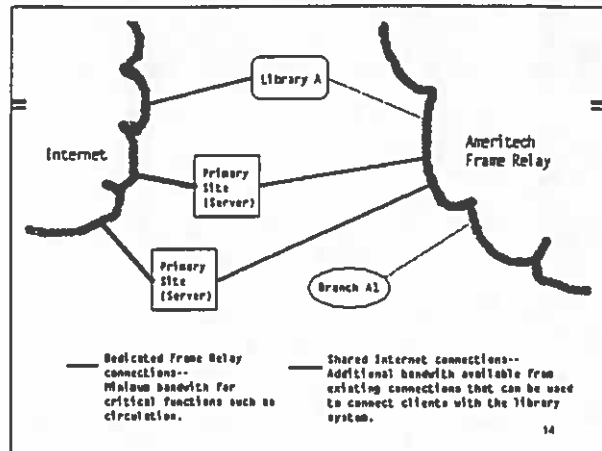 Library A
Internet
Ameritech
Frame Relay
Primary
Site
(Server)
Primary
Site
(Server)
Branch A1
Dedicated Frame Relay
connections--
Minimum bandwith for
critical functions such as
circulation.
Shared Internet connections--
Additional bandwith available from
existing connections that can be used
to connect clients with the library
system.
14